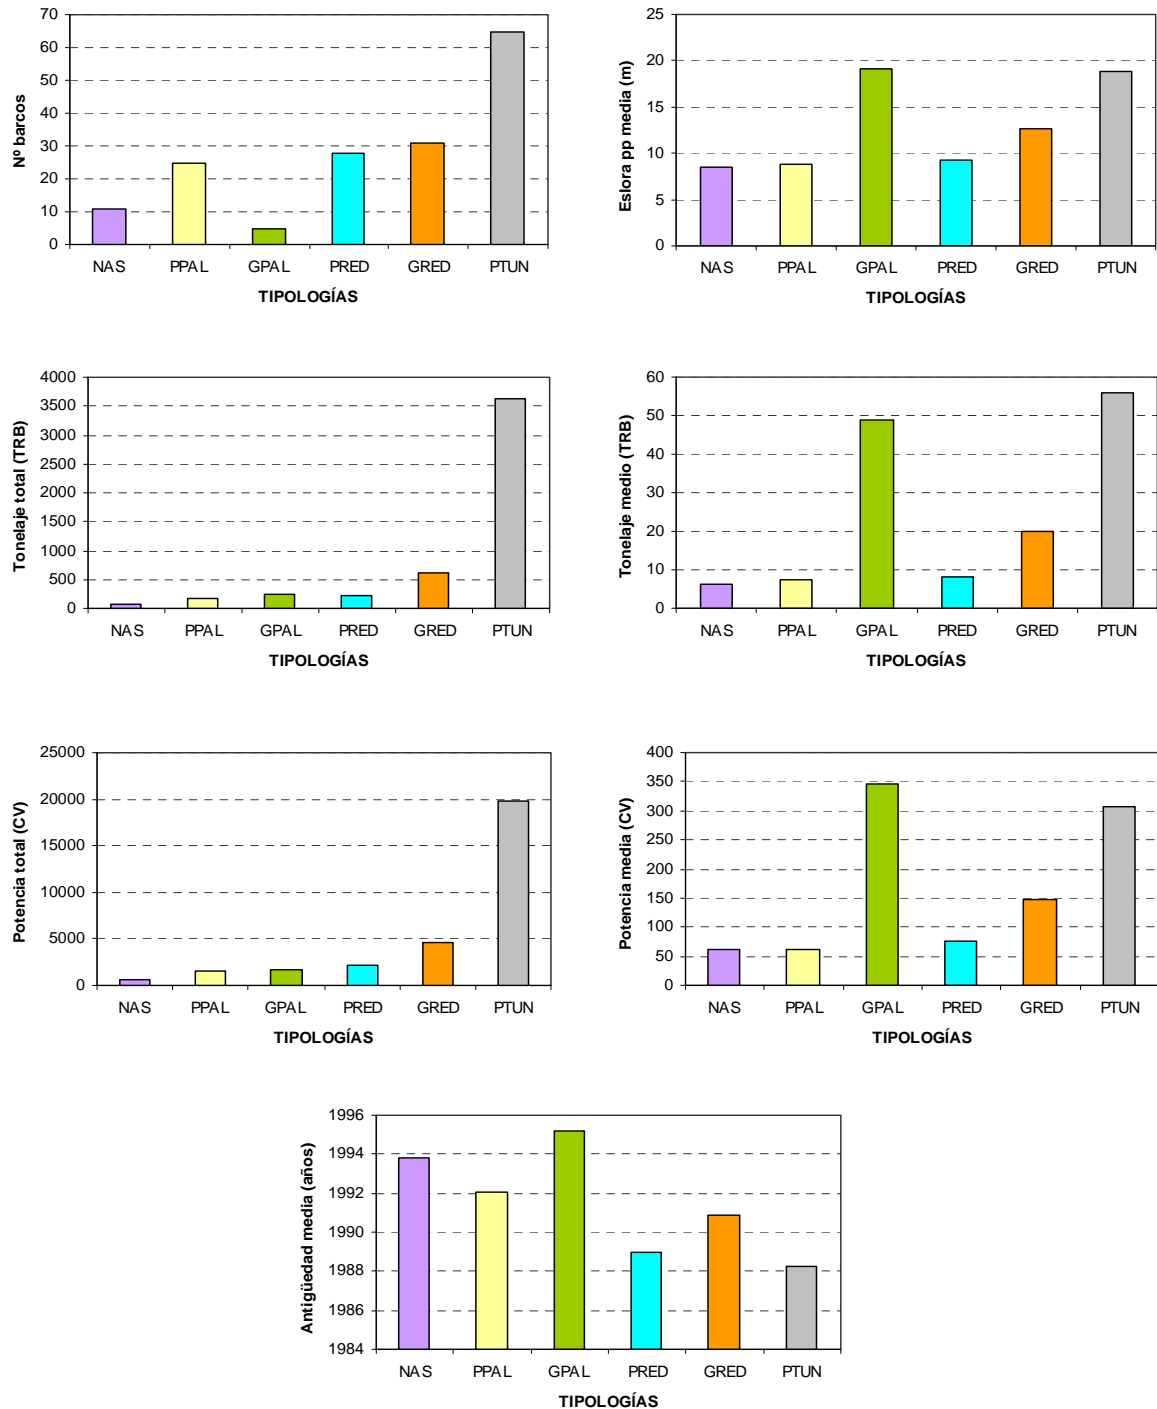 70
60
50
40
30
20
10
0
Nº barcos
NAS PPAL GPAL PRED GRED PTUN
TIPOLOGÍAS
25
20
15
10
5
0
Eslora pp media (m)
NAS PPAL GPAL PRED GRED PTUN
TIPOLOGÍAS
4000
3500
3000
2500
2000
1500
1000
500
0
Tonelaje total (TRB)
NAS PPAL GPAL PRED GRED PTUN
TIPOLOGÍAS
60
50
40
30
20
10
0
Tonelaje medio (TRB)
NAS PPAL GPAL PRED GRED PTUN
TIPOLOGÍAS
25000
20000
15000
10000
5000
0
Potencia total (CV)
NAS PPAL GPAL PRED GRED PTUN
TIPOLOGÍAS
400
350
300
250
200
150
100
50
0
Potencia media (CV)
NAS PPAL GPAL PRED GRED PTUN
TIPOLOGÍAS
1996
1994
1992
1990
1988
1986
1984
Antigüedad media (años)
NAS PPAL GPAL PRED GRED PTUN
TIPOLOGÍAS